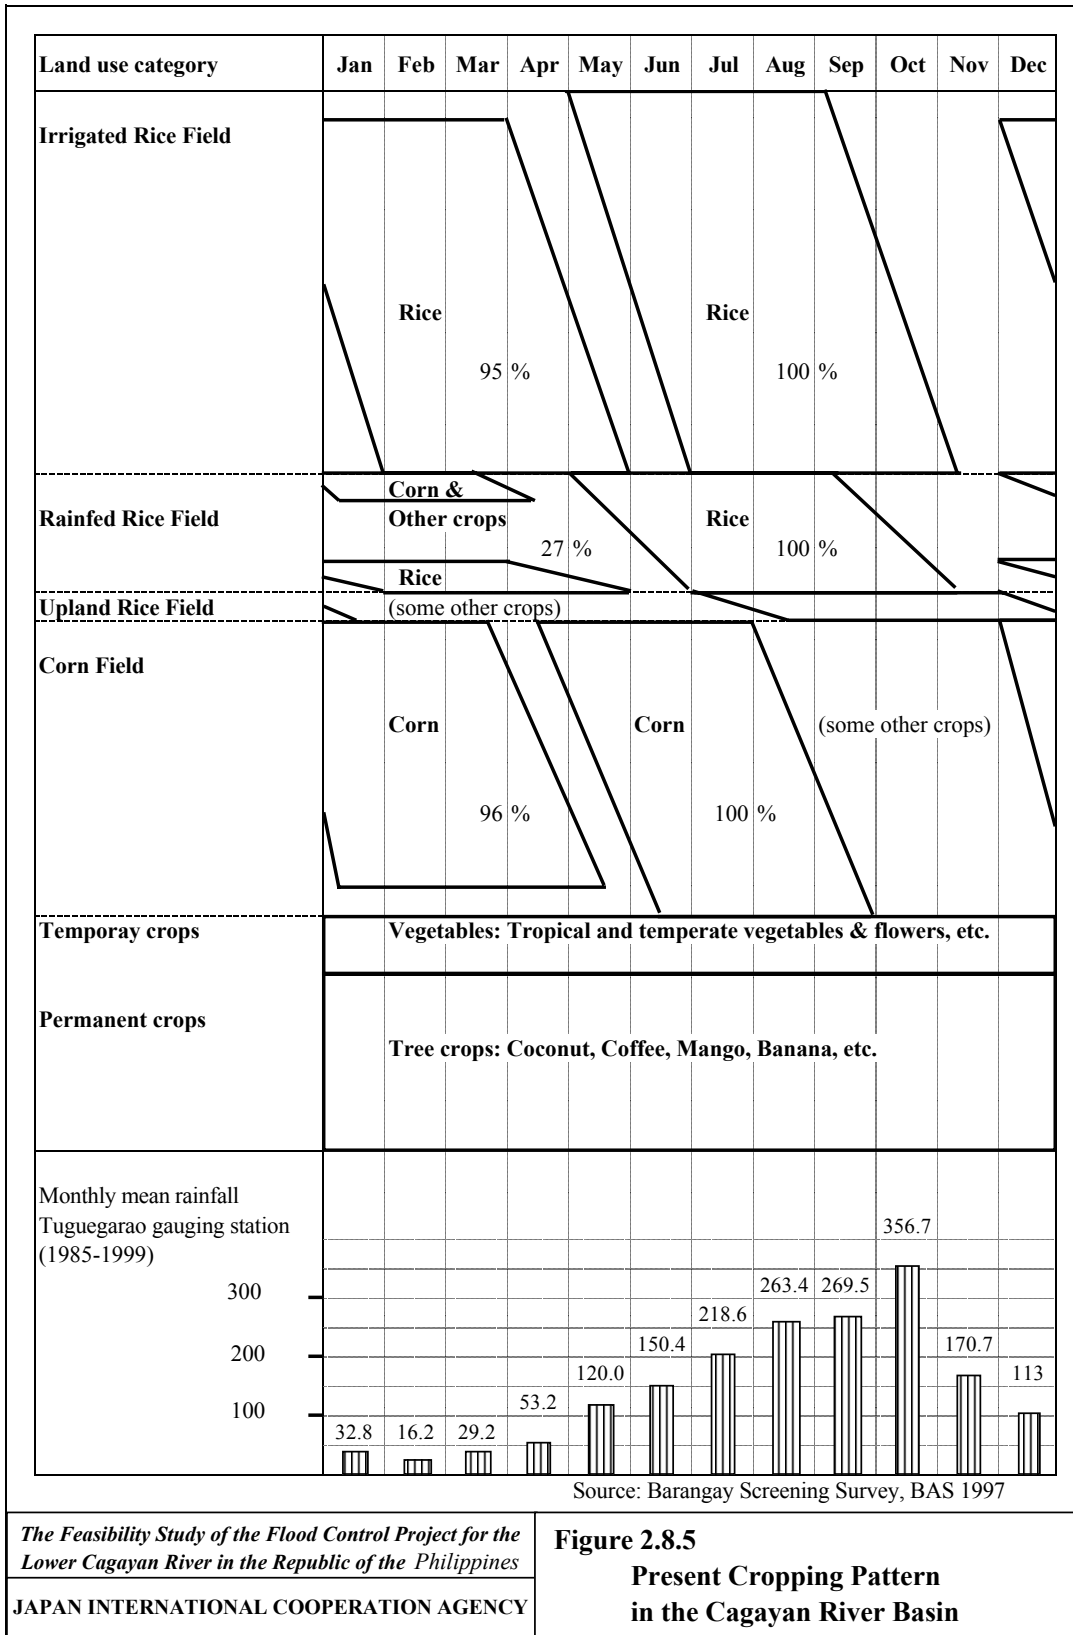 Land use category Jan Feb Mar Apr May Jun Jul Aug Sep Oct Nov Dec
Irrigated Rice Field
Rice Rice
95 % 100 %
Corn &
Rainfed Rice Field Other crops Rice
27 % 100 %
Rice
Upland Rice Field (some other crops)
Corn Field
Corn Corn (some other crops)
96 % 100 %
Temporay crops Vegetables: Tropical and temperate vegetables & flowers, etc.
Permanent crops
Tree crops: Coconut, Coffee, Mango, Banana, etc.
Monthly mean rainfall
Tuguegarao gauging station
(1985-1999)
356.7
300 263.4 269.5
218.6
200 150.4 170.7
120.0 113
100 53.2
32.8 16.2 29.2
Source: Barangay Screening Survey, BAS 1997
The Feasibility Study of the Flood Control Project for the
Lower Cagayan River in the Republic of the Philippines
JAPAN INTERNATIONAL COOPERATION AGENCY
Figure 2.8.5
Present Cropping Pattern
in the Cagayan River Basin